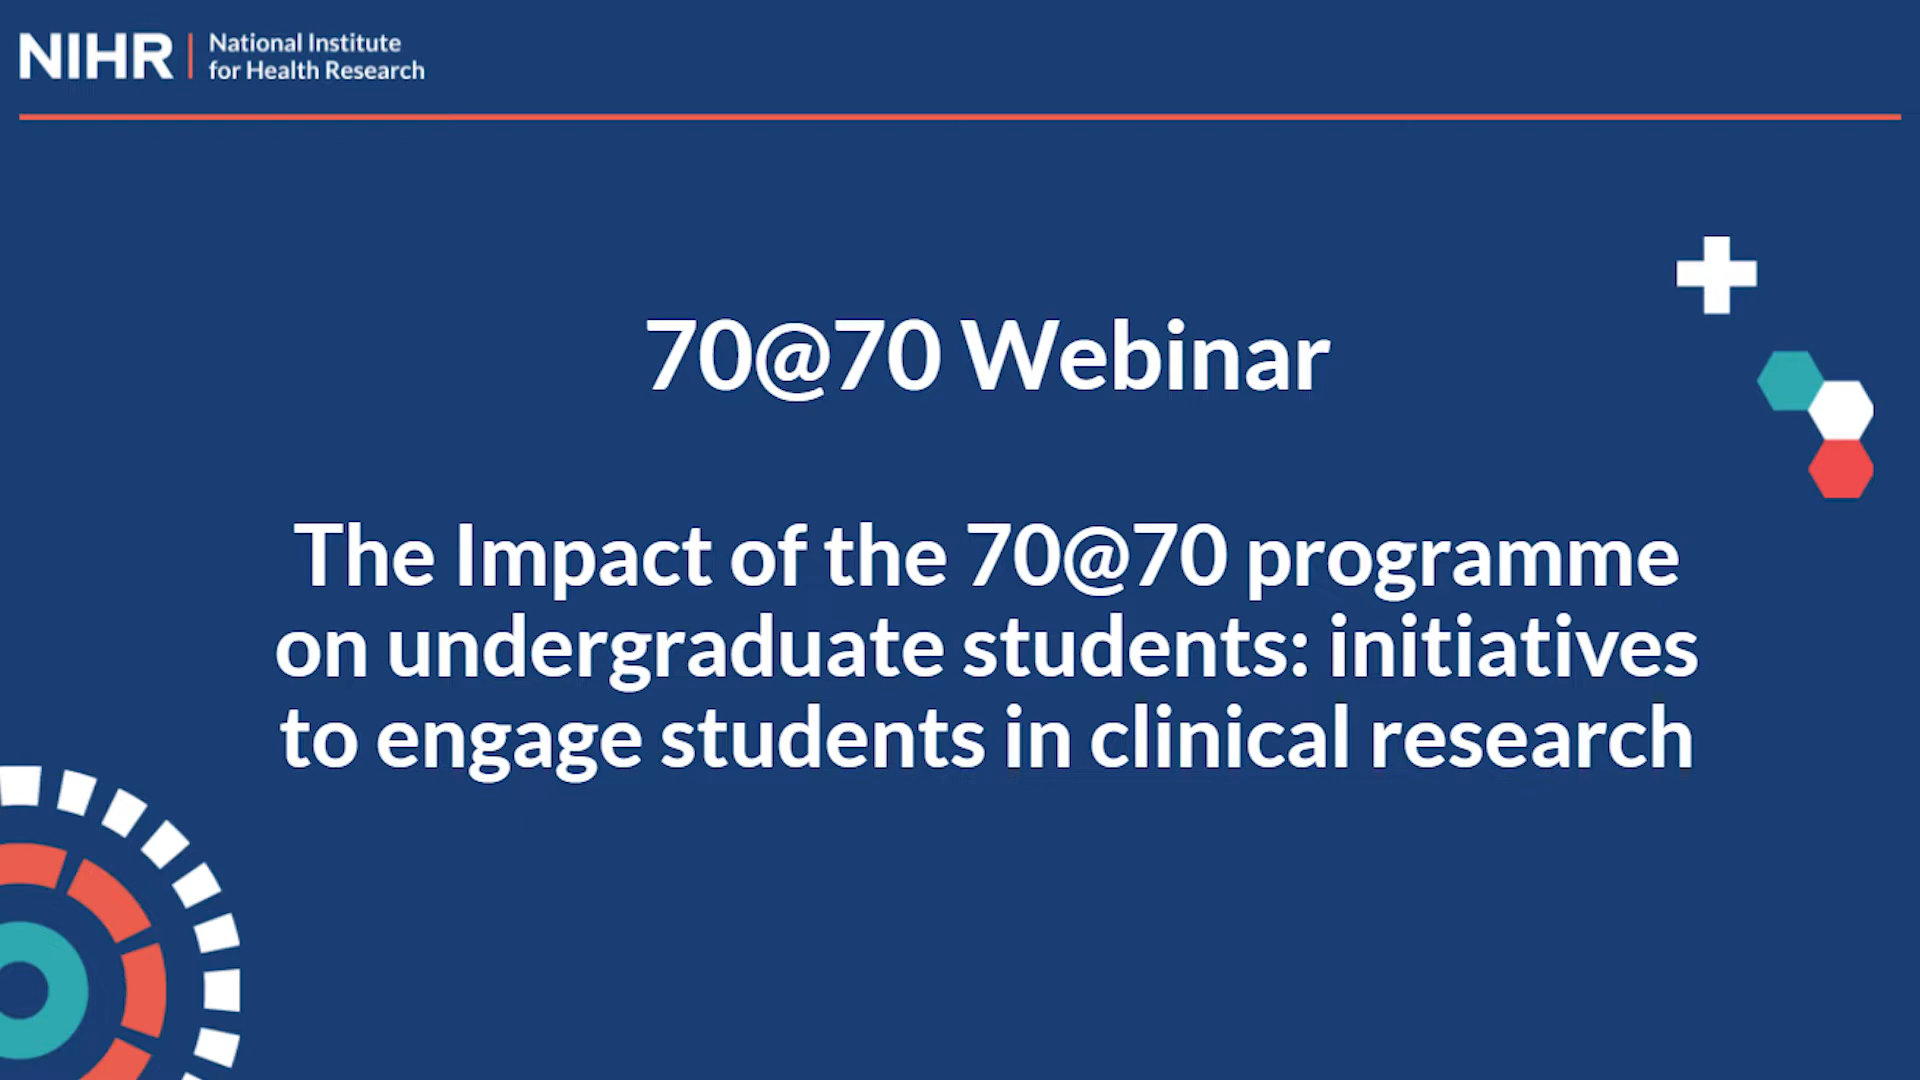 NIHR | National Institute
for Health Research
70@70 Webinar
The Impact of the 70@70 programme
on undergraduate students: initiatives
to engage students in clinical research